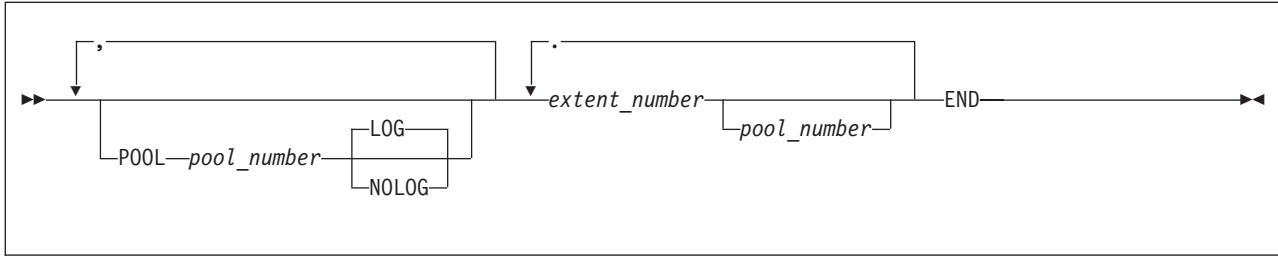 , .
extent_number END
pool_number
LOG
POOL pool_number
NOLOG